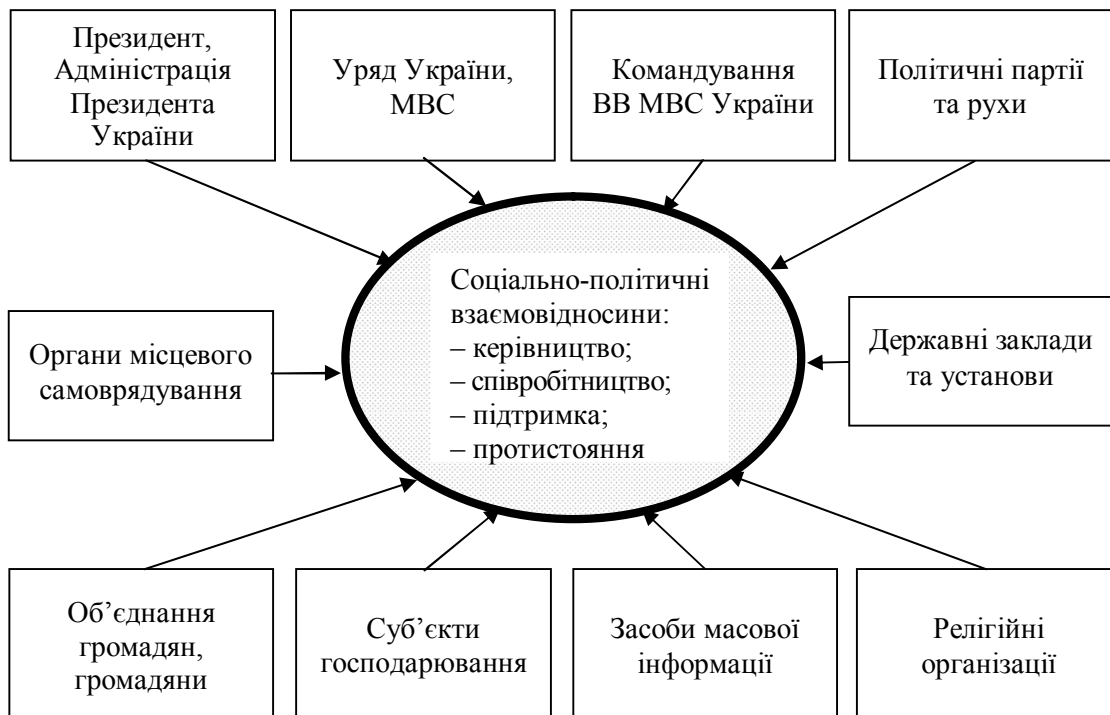 Президент,
Адміністрація
Президента
України
Уряд України,
МВС
Командування
ВВ МВС України
Політичні партії
та рухи
Соціально-політичні
взаємовідносини:
– керівництво;
– співробітництво;
– підтримка;
– протистояння
Органи місцевого
самоврядування
Державні заклади
та установи
Об’єднання
громадян,
громадяни
Суб’єкти
господарювання
Засоби масової
інформації
Релігійні
організації